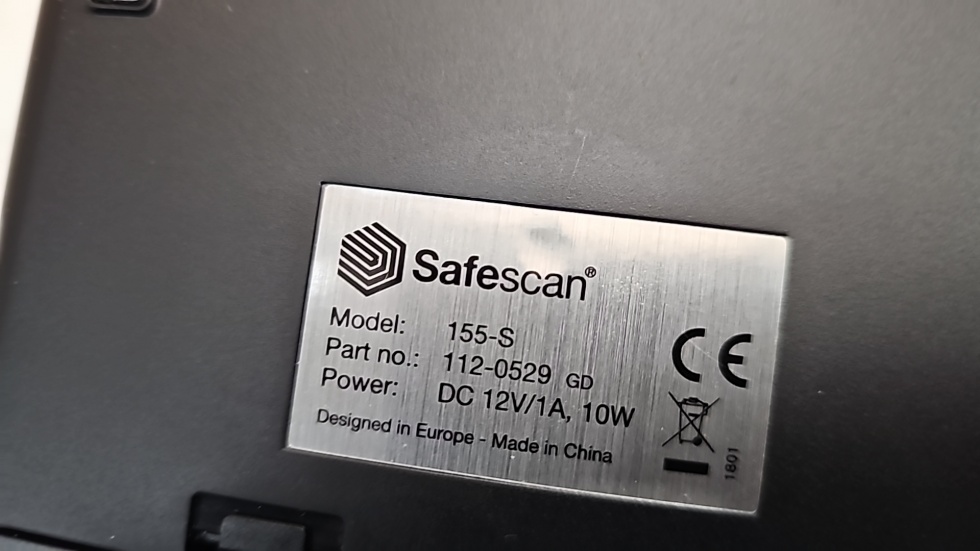 Safescan®
Model: 155-S
Part no.: 112-0529 GD
Power: DC 12V/1A, 10W
Designed in Europe - Made in China
CE
1801